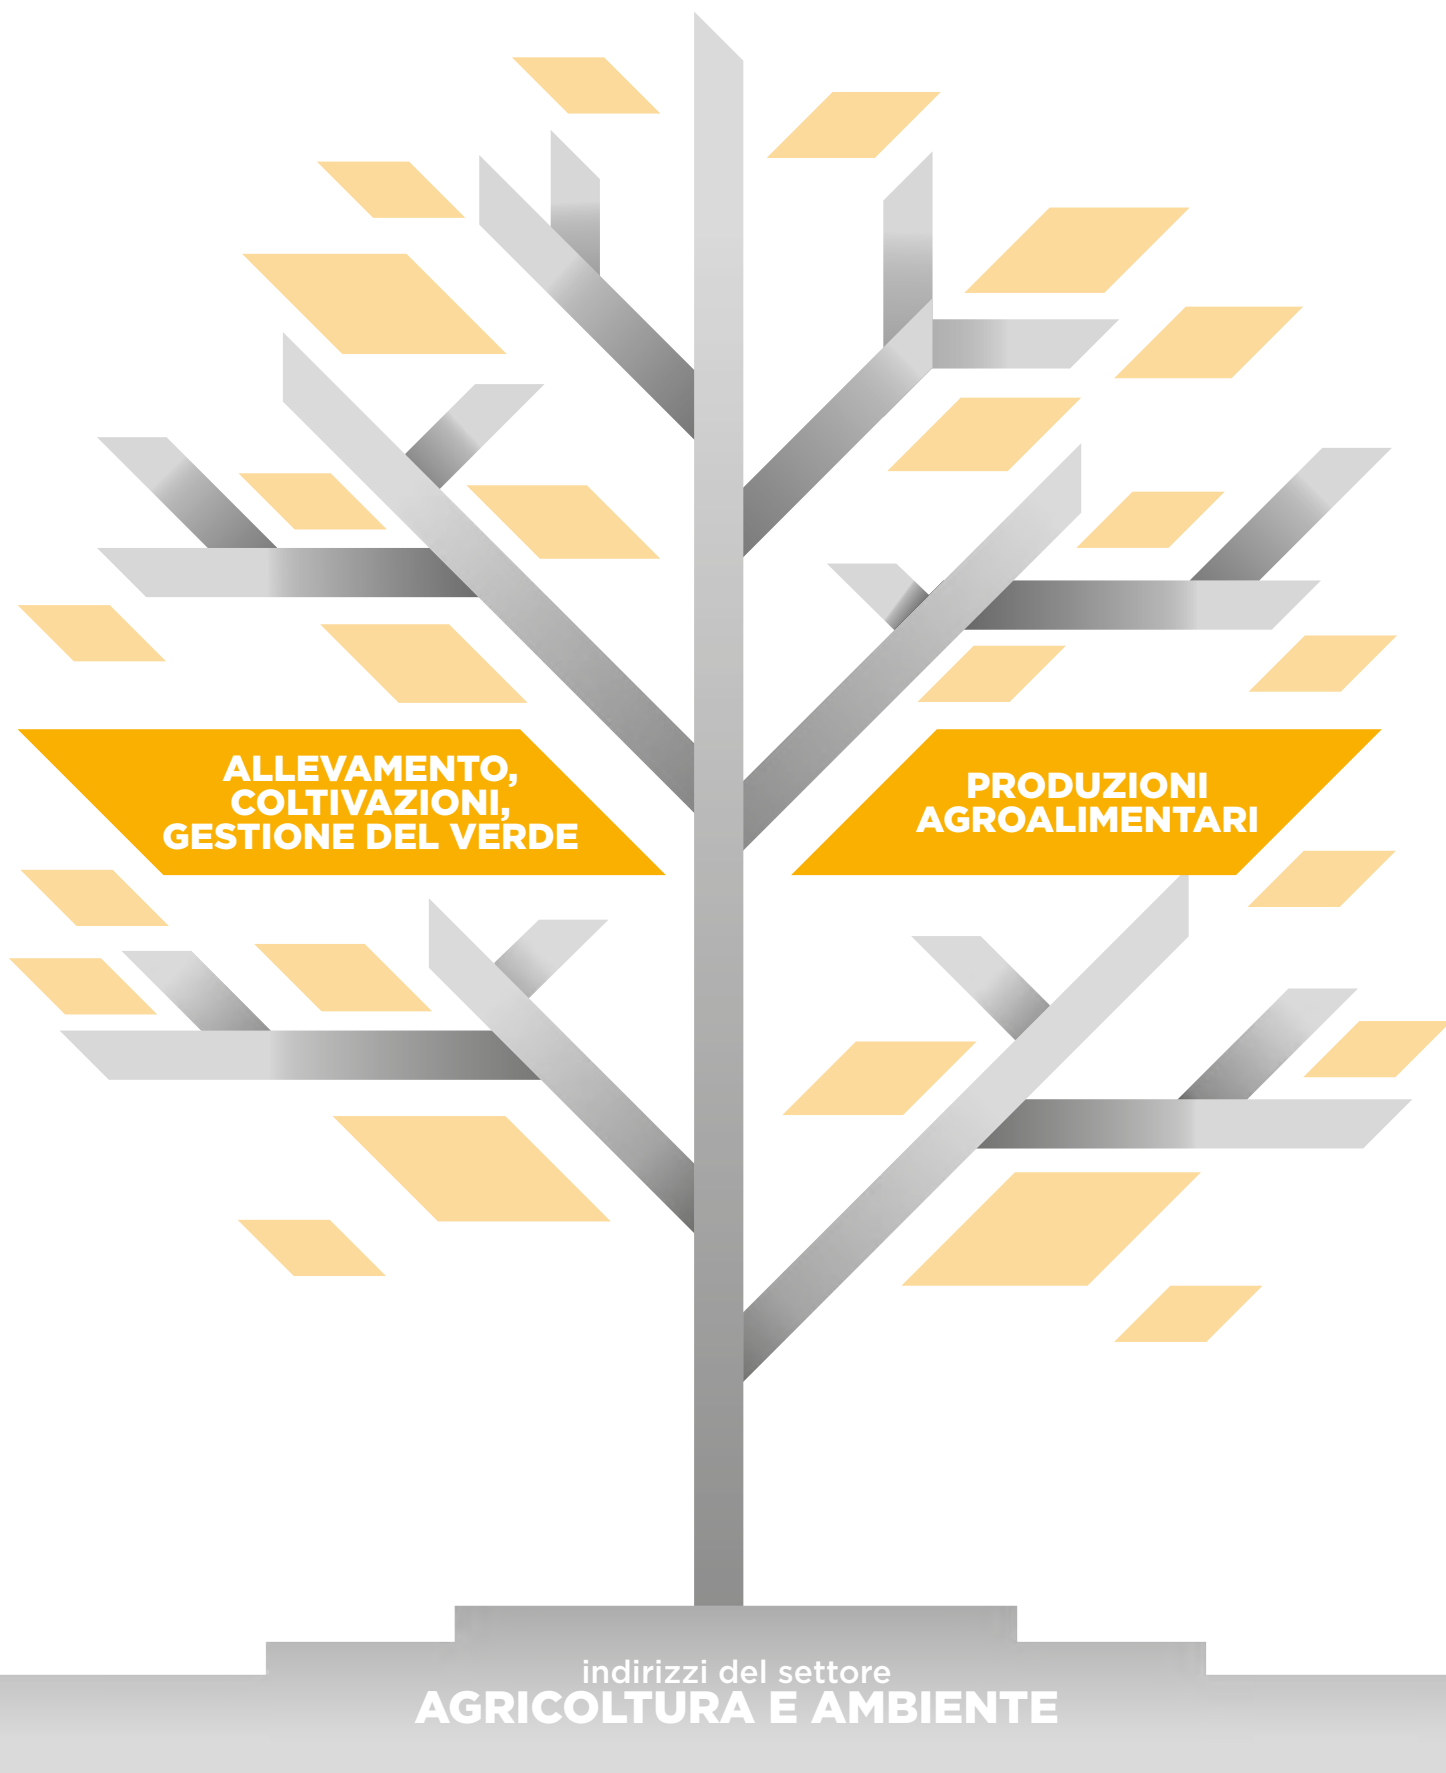 ALLEVAMENTO,
COLTIVAZIONI,
GESTIONE DEL VERDE
PRODUZIONI
AGROALIMENTARI
indirizzi del settore
AGRICOLTURA E AMBIENTE